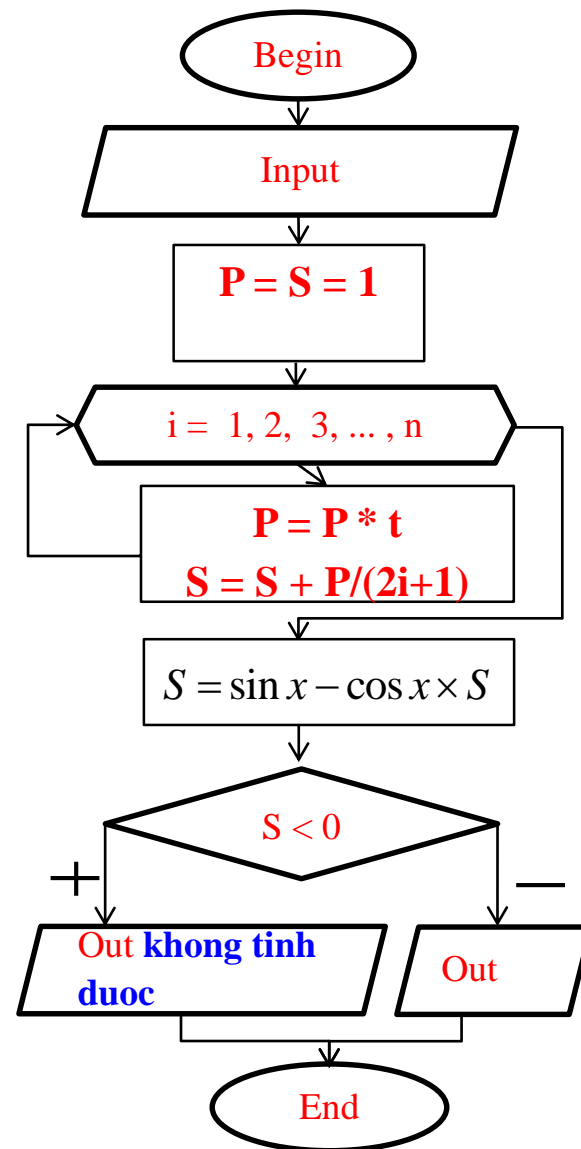 Begin
Input
P = S = 1
i = 1, 2, 3, ... , n
P = P * t
S = S + P/(2i+1)
S = sin x − cos x × S
S < 0
+
−
Out khong tinh
duoc
Out
End